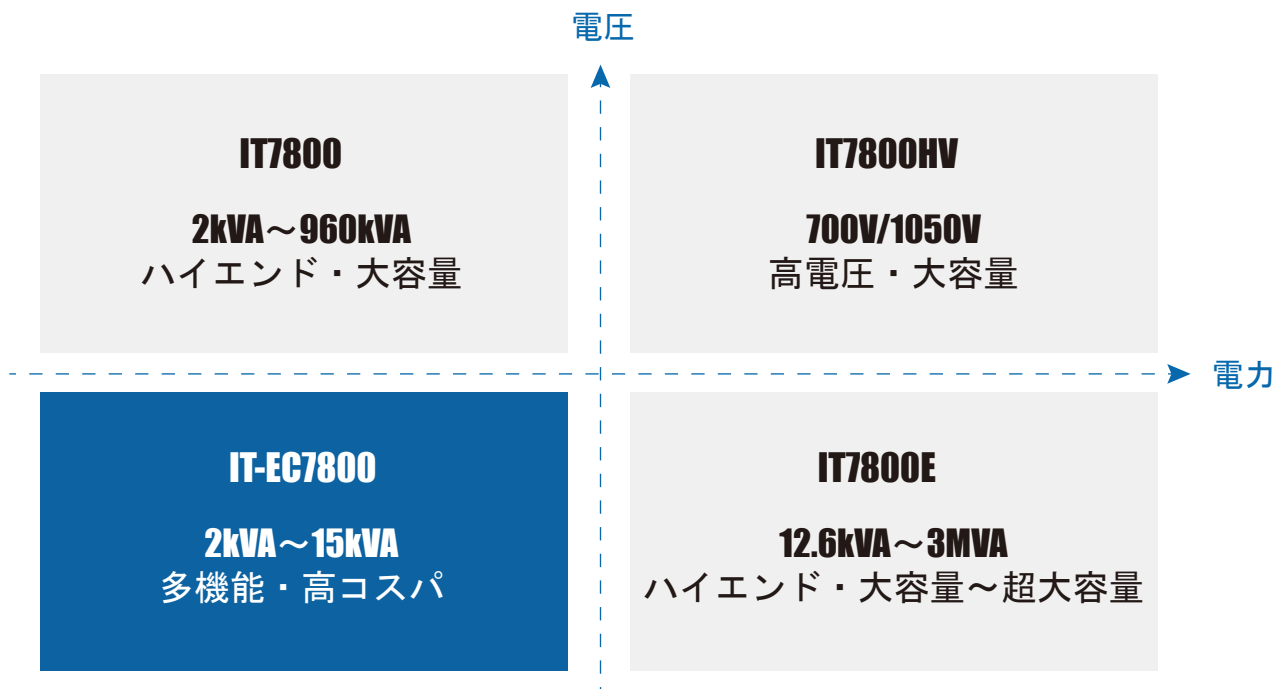 電圧
IT7800
2kVA～960kVA
ハイエンド・大容量
IT7800HV
700V/1050V
高電圧・大容量
電力
IT-EC7800
2kVA～15kVA
多機能・高コスパ
IT7800E
12.6kVA～3MVA
ハイエンド・大容量～超大容量